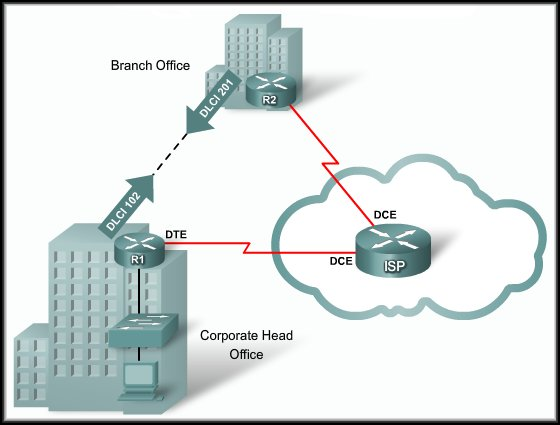 Branch Office
DLCI 201
R2
DLCI 102
DCE
DTE
R1
DCE
ISP
Corporate Head
Office